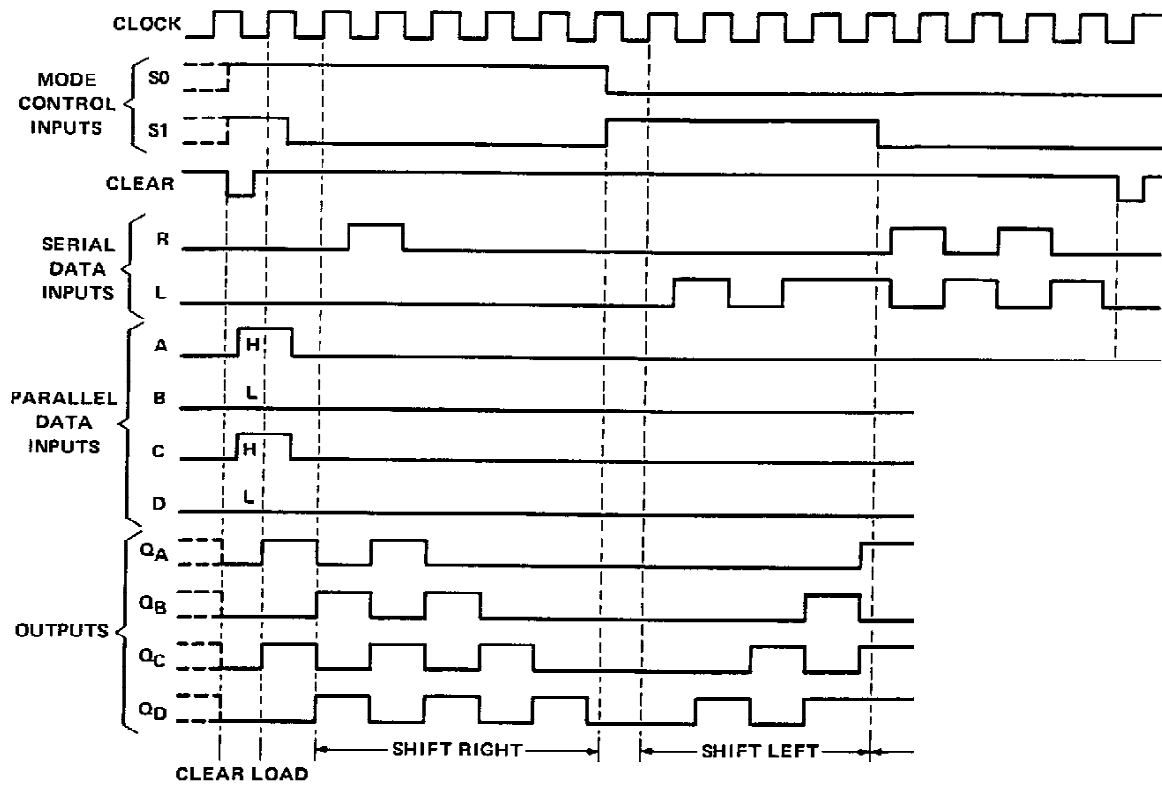 CLOCK
MODE
CONTROL
INPUTS
S0
S1
CLEAR
SERIAL
DATA
INPUTS
R
L
PARALLEL
DATA
INPUTS
A
H
B
L
C
H
D
L
OUTPUTS
QA
QB
QC
QD
SHIFT RIGHT
SHIFT LEFT
CLEAR LOAD